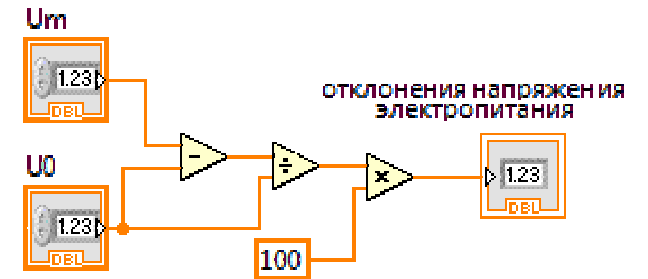 Um
1.23
DBL
отклонения напряжения
электропитания
-
÷
x
1.23
DBL
U0
1.23
DBL
100